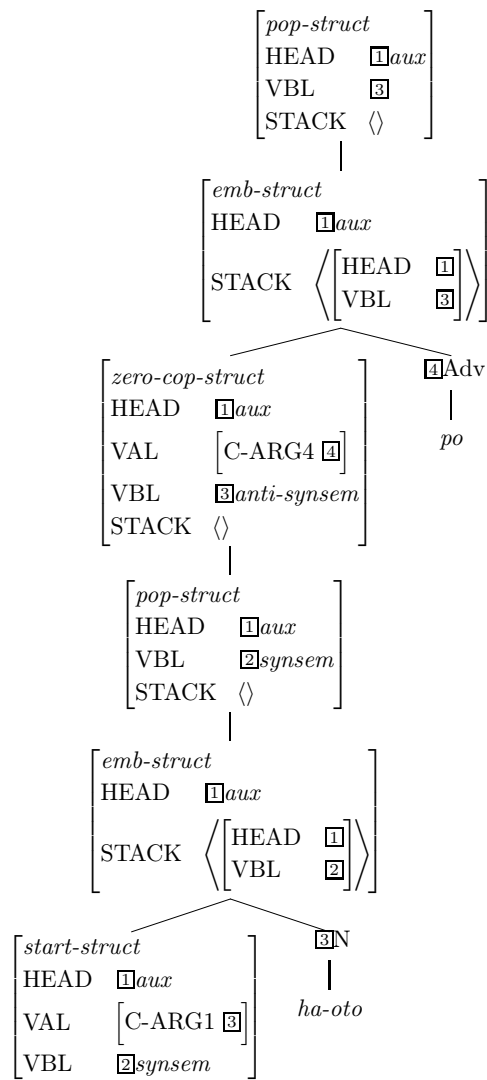 pop-struct
HEAD 1 aux
VBL 3
STACK ⟨⟩
emb-struct
HEAD 1 aux
STACK ⟨[HEAD 1
VBL 3]⟩
zero-cop-struct
HEAD 1 aux
VAL [C-ARG4 4]
VBL 3 anti-synsem
STACK ⟨⟩
4 Adv
po
pop-struct
HEAD 1 aux
VBL 2 synsem
STACK ⟨⟩
emb-struct
HEAD 1 aux
STACK ⟨[HEAD 1
VBL 2]⟩
start-struct
HEAD 1 aux
VAL [C-ARG1 3]
VBL 2 synsem
3 N
ha-oto